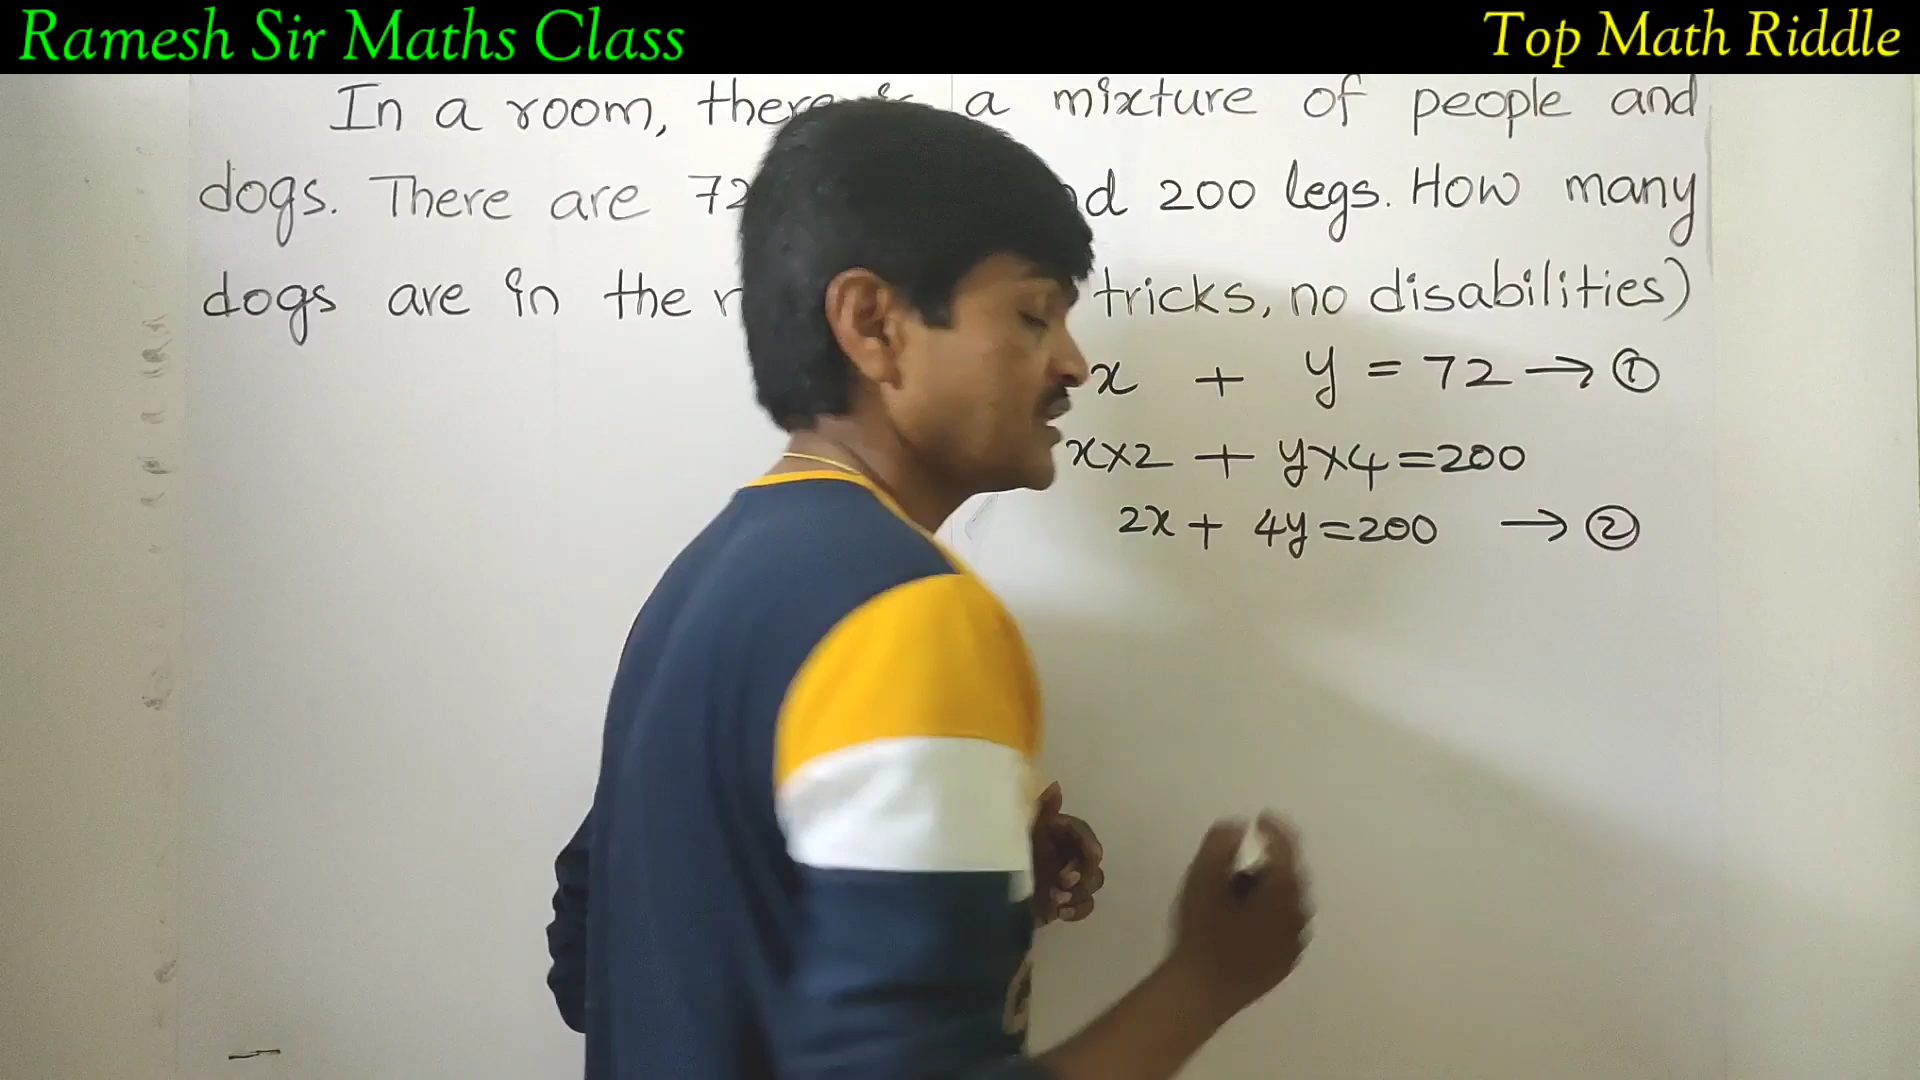 Ramesh Sir Maths Class
Top Math Riddle
In a room, there is a mixture of people and
dogs. There are 72 200 legs. How many
dogs are in the tricks, no disabilities)
x + y = 72 → ①
x×2 + y×4=200
2x + 4y=200 → ②